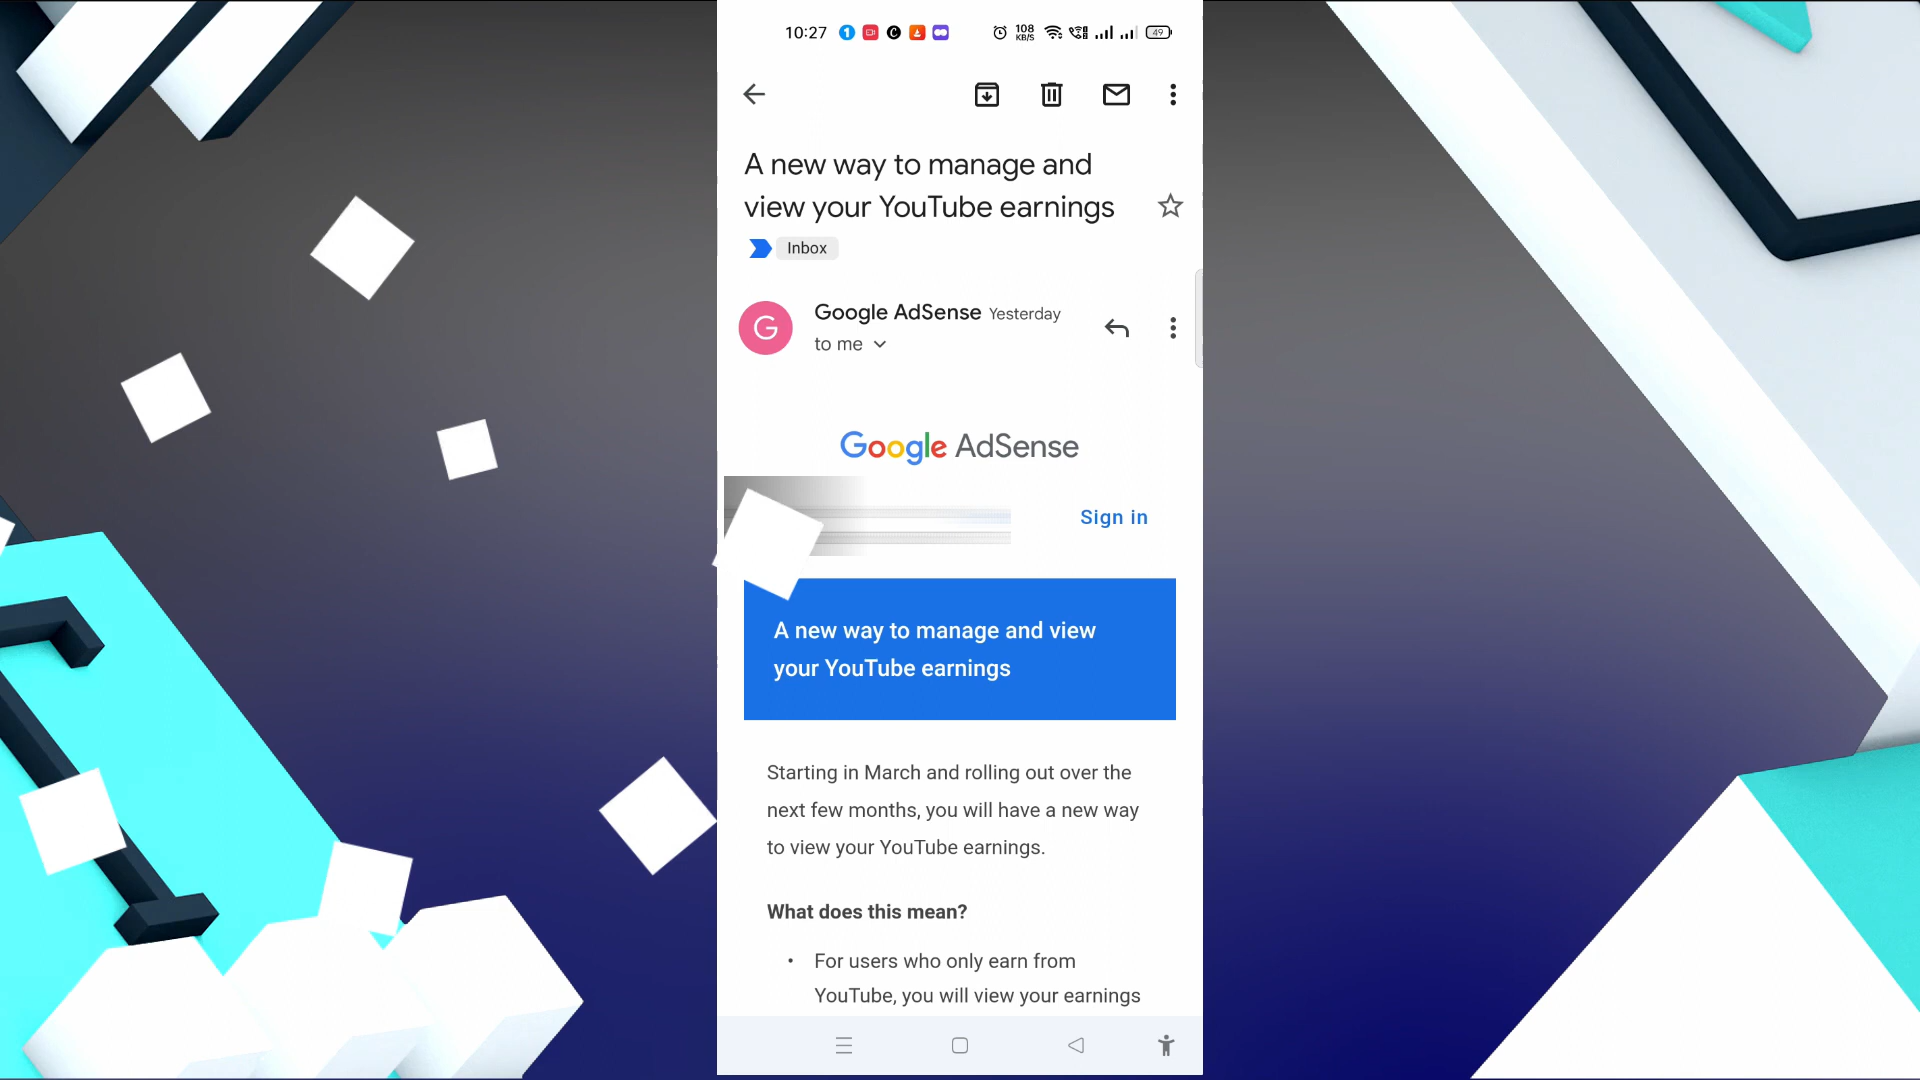 10:27
108
KB/S
49
A new way to manage and
view your YouTube earnings
Inbox
G
Google AdSense Yesterday
to me
Google AdSense
Sign in
A new way to manage and view
your YouTube earnings
Starting in March and rolling out over the
next few months, you will have a new way
to view your YouTube earnings.
What does this mean?
• For users who only earn from
YouTube, you will view your earnings